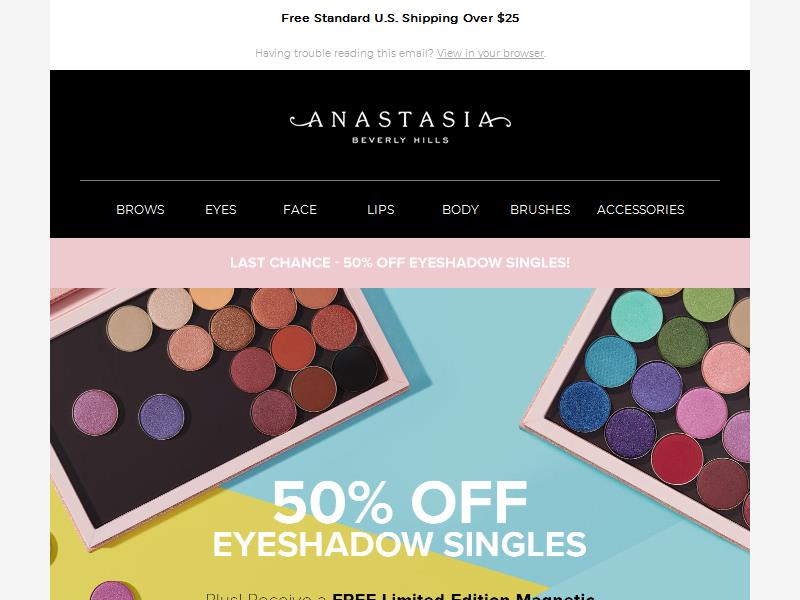 Free Standard U.S. Shipping Over $25
Having trouble reading this email? View in your browser.
ANASTASIA
BEVERLY HILLS
BROWS EYES FACE LIPS BODY BRUSHES ACCESSORIES
LAST CHANCE - 50% OFF EYESHADOW SINGLES!
50% OFF
EYESHADOW SINGLES
Plus! Receive a FREE Limited Edition Magnetic